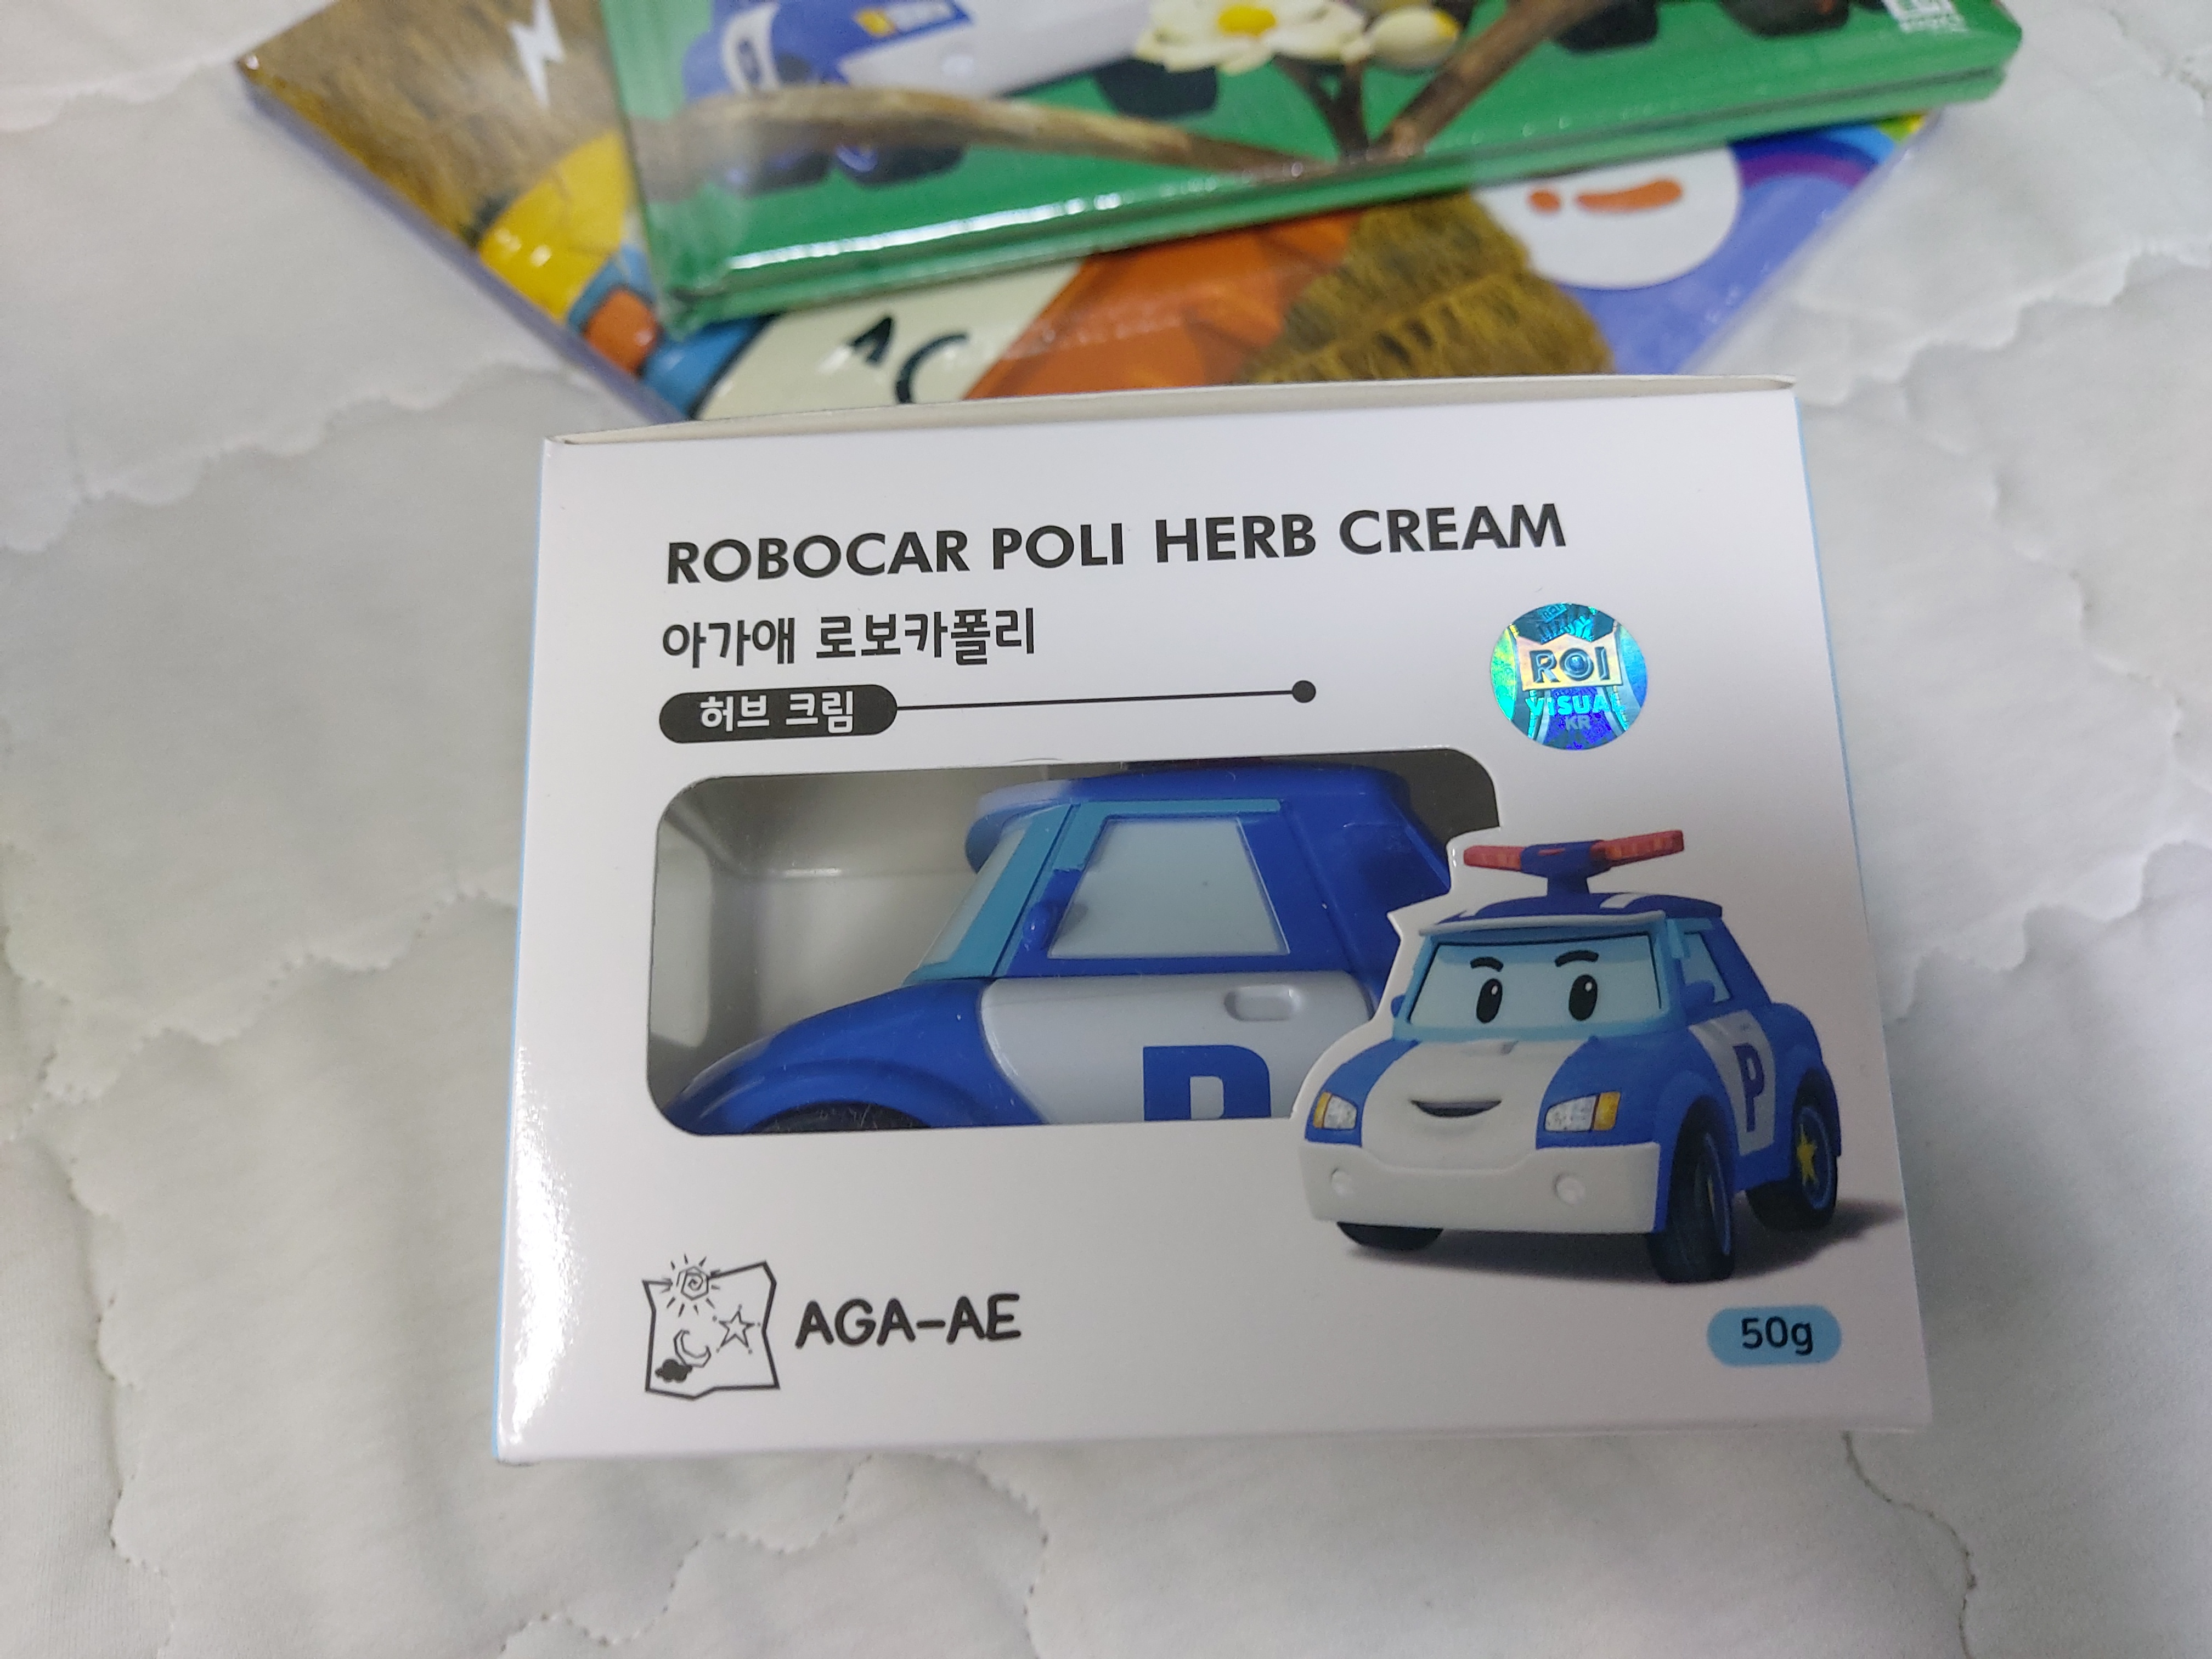 ROBOCAR POLI HERB CREAM
아가애 로보카폴리
허브 크림
ROI
VISUAL
KR
P
P
AGA-AE
50g